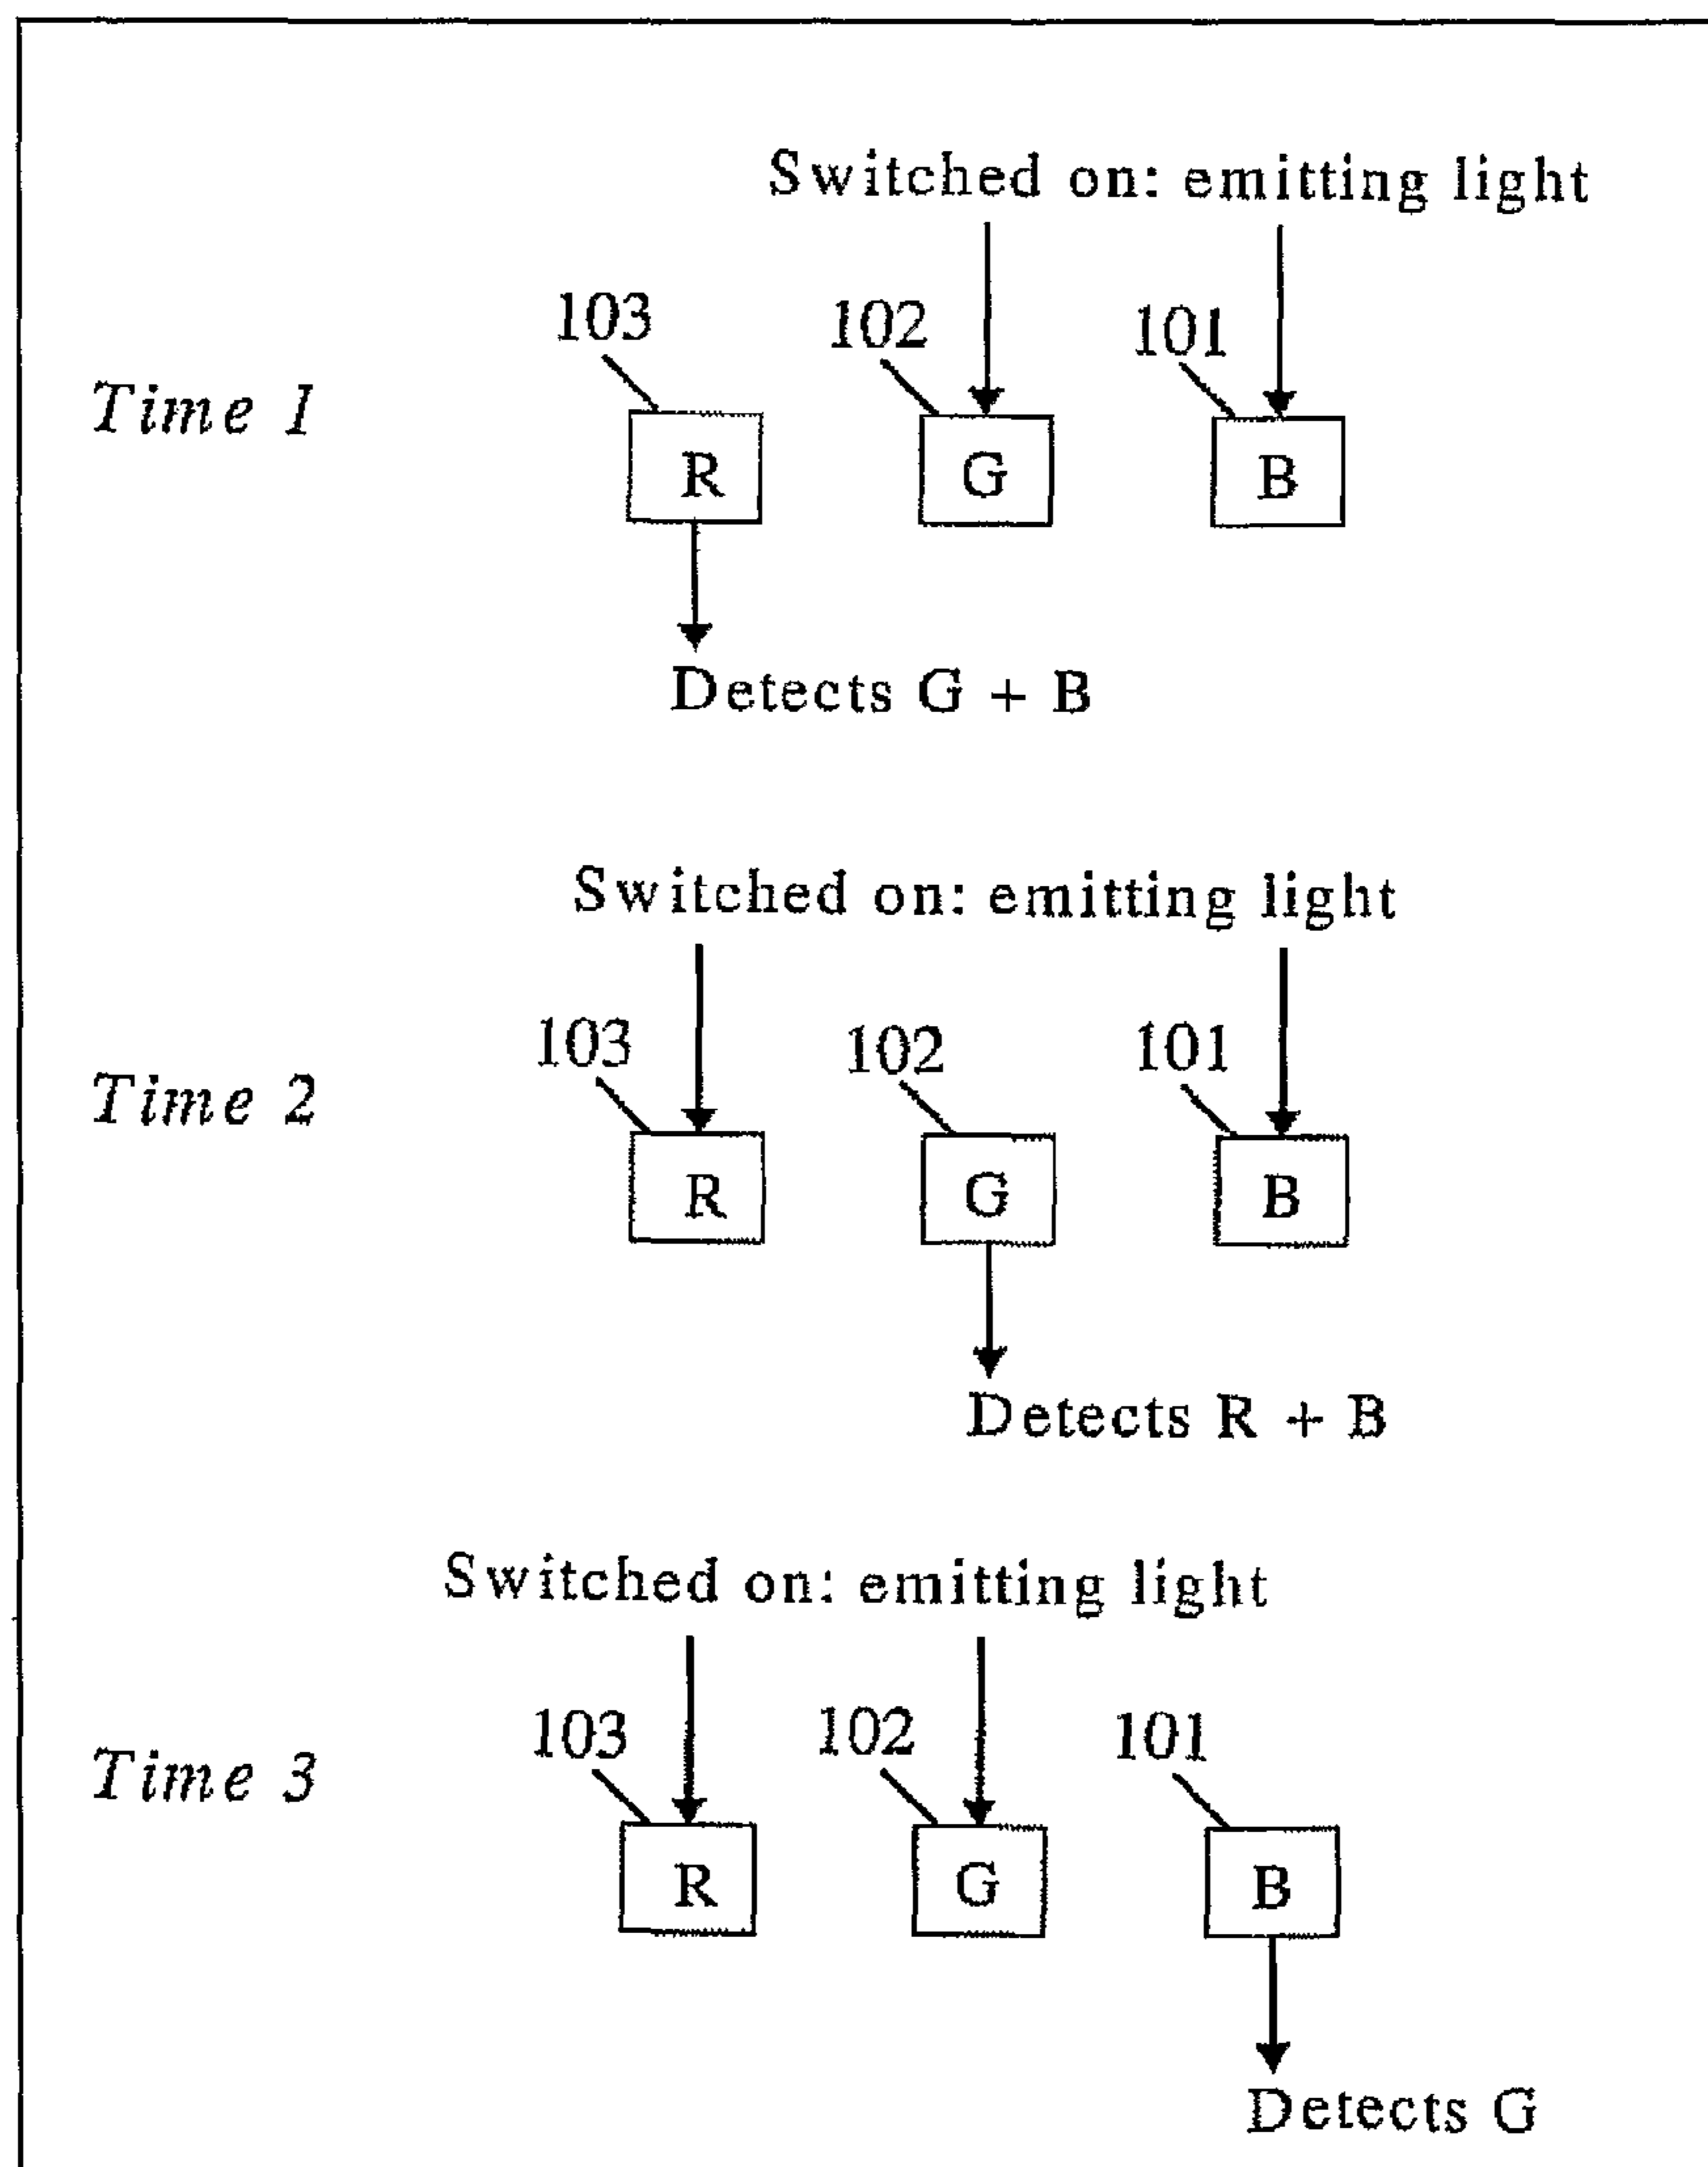 Switched on: emitting light
103 102 101
Time 1
R G B
Detects G + B
Switched on: emitting light
103 102 101
Time 2
R G B
Detects R + B
Switched on: emitting light
103 102 101
Time 3
R G B
Detects G